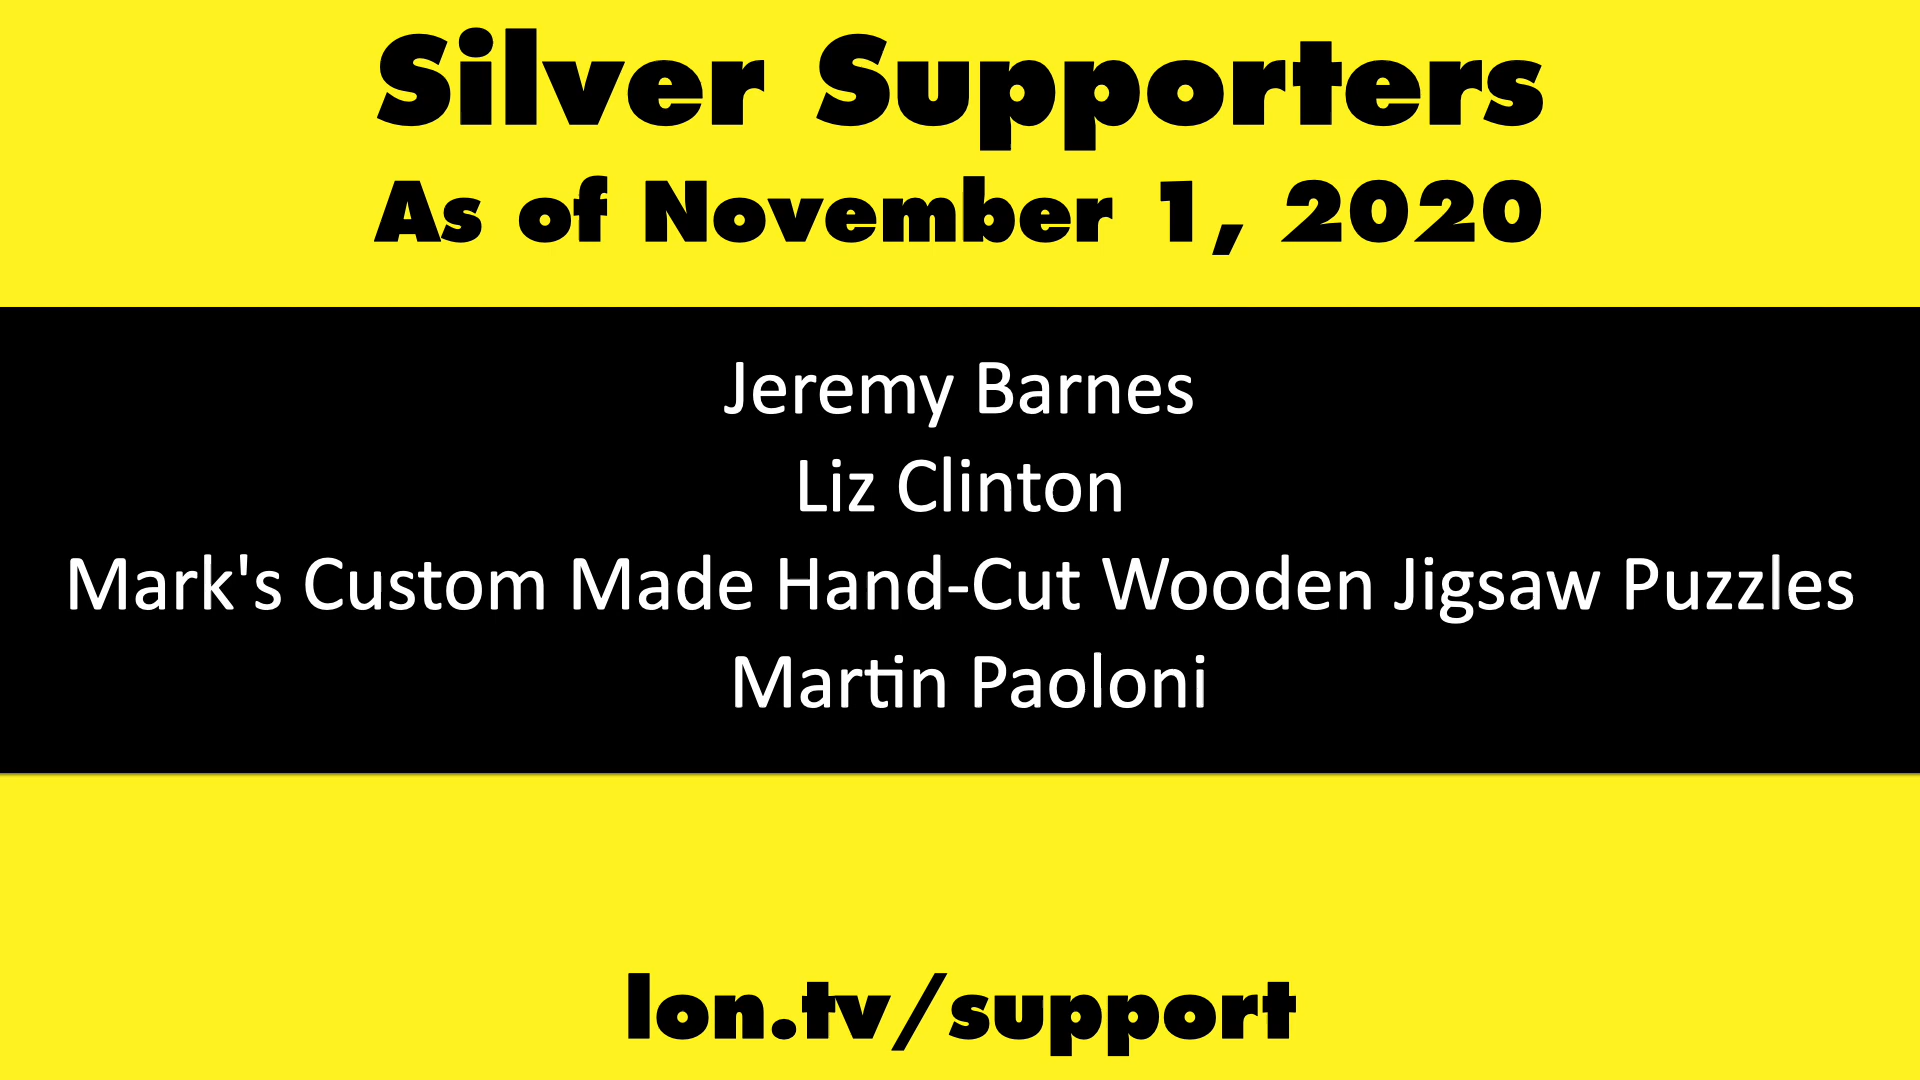 Silver Supporters
As of November 1, 2020
Jeremy Barnes
Liz Clinton
Mark's Custom Made Hand-Cut Wooden Jigsaw Puzzles
Martin Paoloni
lon.tv/support